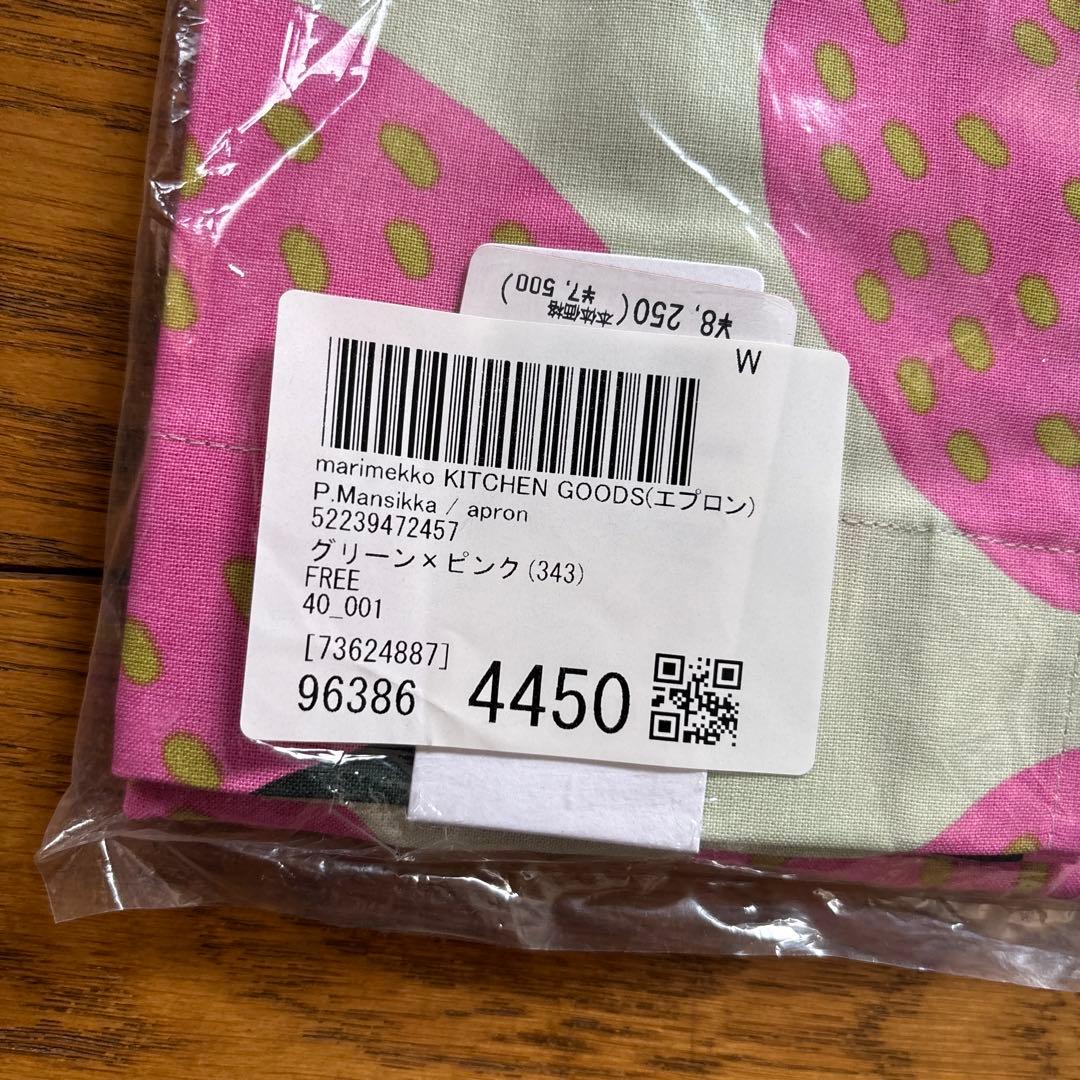 ¥8,250(本体価格 ¥7,500)
W
marimekko KITCHEN GOODS(エプロン)
P.Mansikka / apron
52239472457
グリーン×ピンク(343)
FREE
40_001
[73624887]
96386 4450